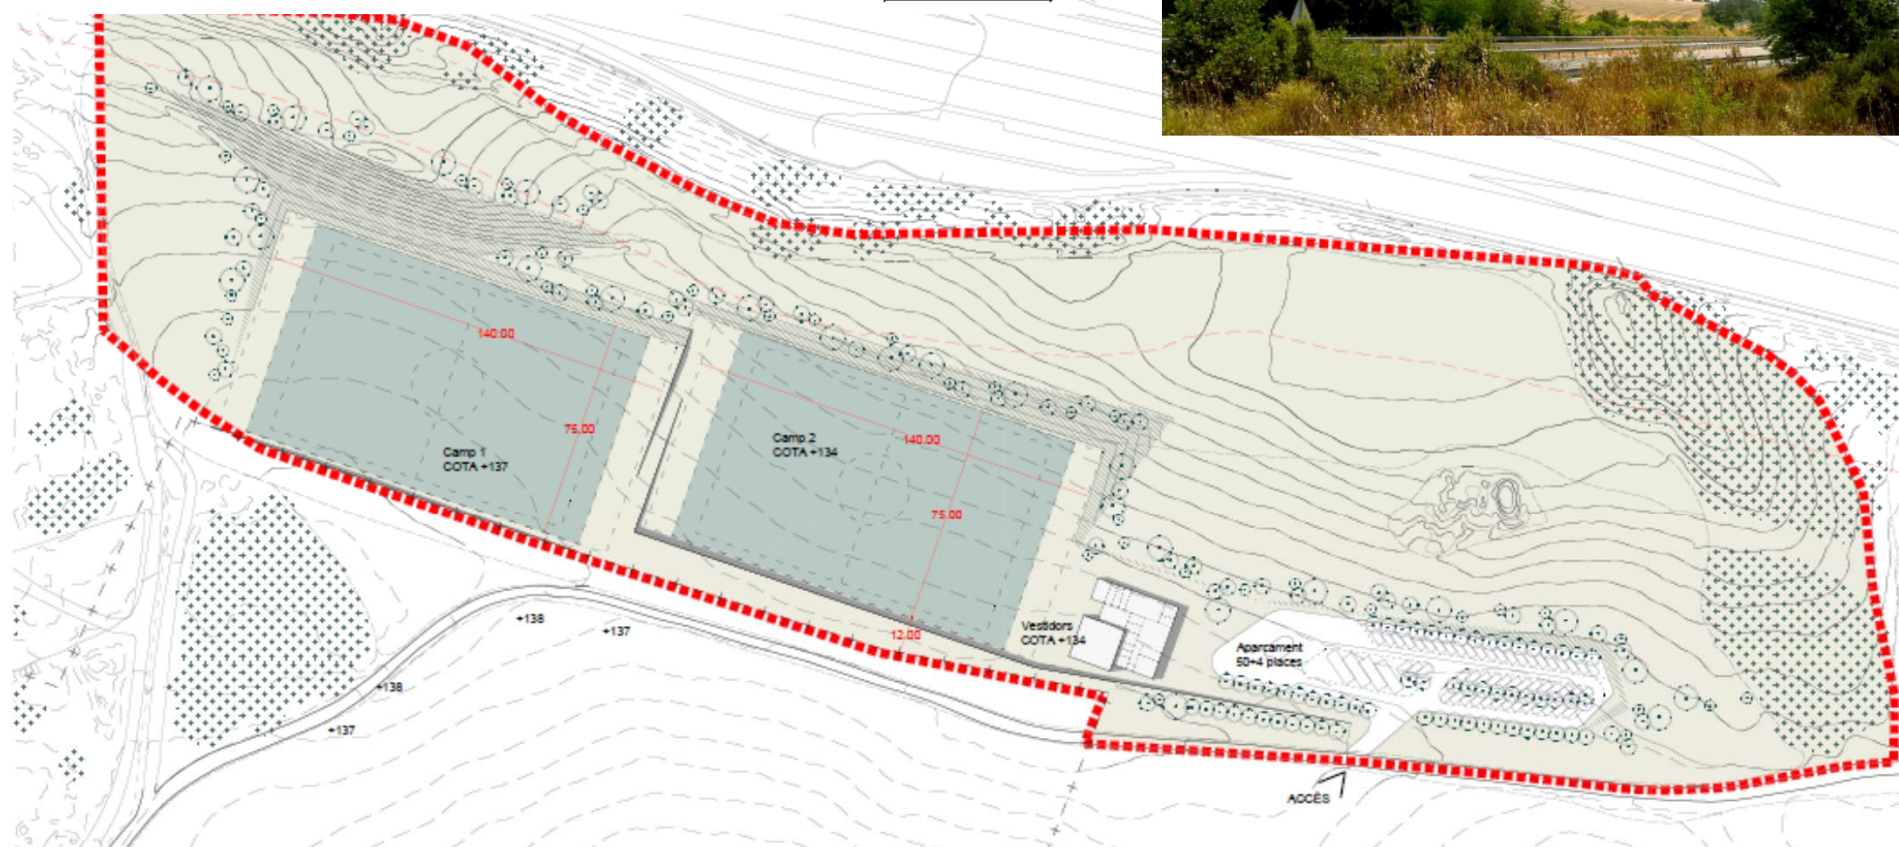 140.00
75.00
Camp 1
COTA +137
Camp 2
COTA +134
140.00
75.00
12.00
Vestidors
COTA +134
Aparcament
50+4 places
+138
+137
+138
+137
ACCÉS